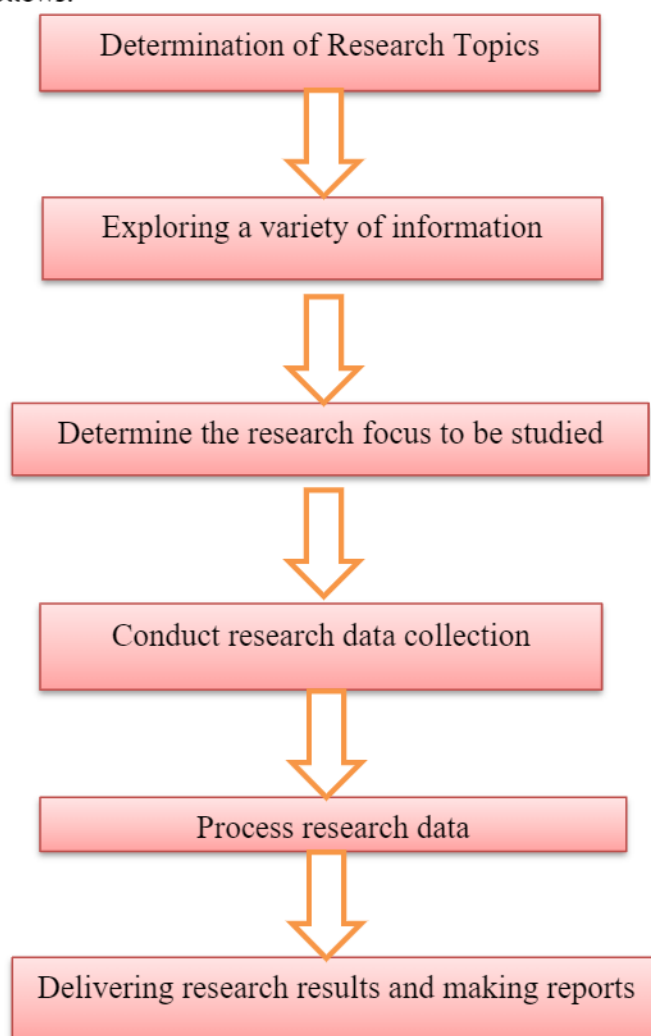 Determination of Research Topics
Exploring a variety of information
Determine the research focus to be studied
Conduct research data collection
Process research data
Delivering research results and making reports